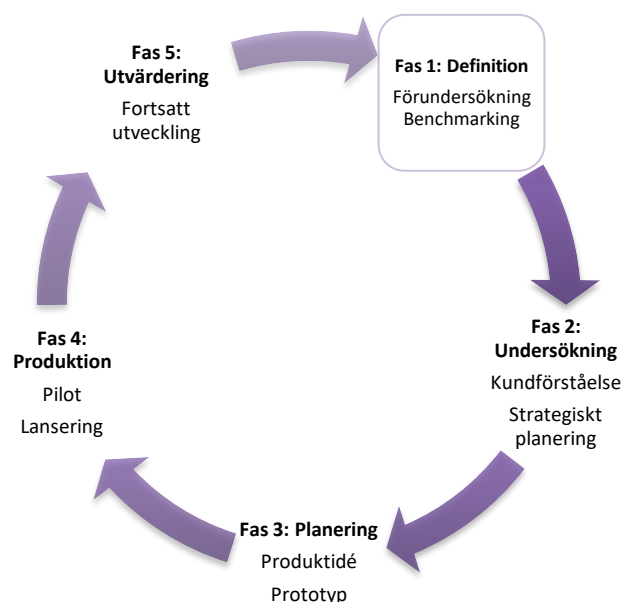 Fas 1: Definition
Förundersökning
Benchmarking
Fas 2:
Undersökning
Kundförståelse
Strategiskt
planering
Fas 3: Planering
Produktidé
Prototyp
Fas 4:
Produktion
Pilot
Lansering
Fas 5:
Utvärdering
Fortsatt
utveckling